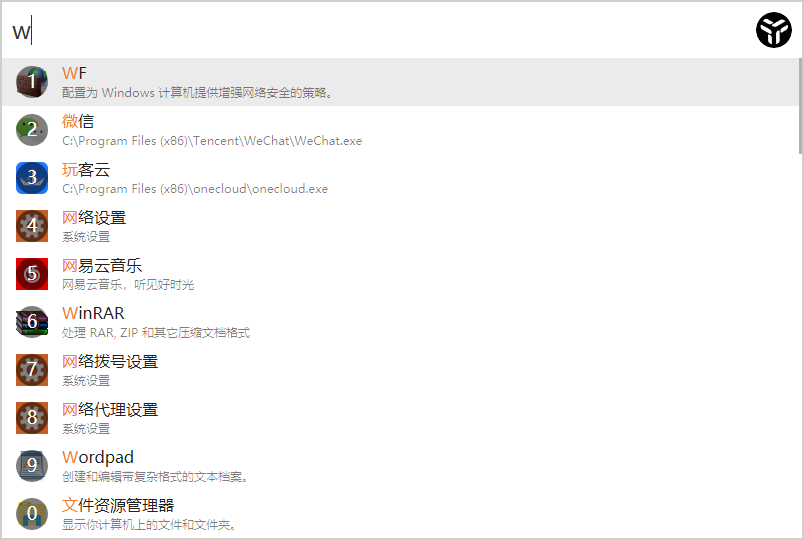 w
1
WF
配置为 Windows 计算机提供增强网络安全的策略。
2
微信
C:\Program Files (x86)\Tencent\WeChat\WeChat.exe
3
玩客云
C:\Program Files (x86)\onecloud\onecloud.exe
4
网络设置
系统设置
5
网易云音乐
网易云音乐，听见好时光
6
WinRAR
处理 RAR, ZIP 和其它压缩文档格式
7
网络拨号设置
系统设置
8
网络代理设置
系统设置
9
Wordpad
创建和编辑带复杂格式的文本档案。
0
文件资源管理器
显示你计算机上的文件和文件夹。